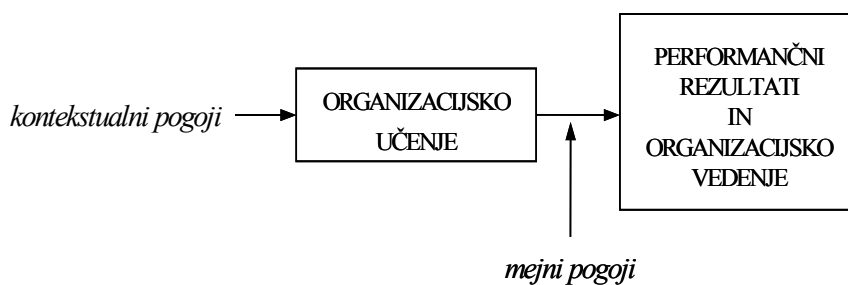 kontekstualni pogoji
ORGANIZACIJSKO
UČENJE
PERFORMANČNI
REZULTATI
IN
ORGANIZACIJSKO
VEDENJE
mejni pogoji